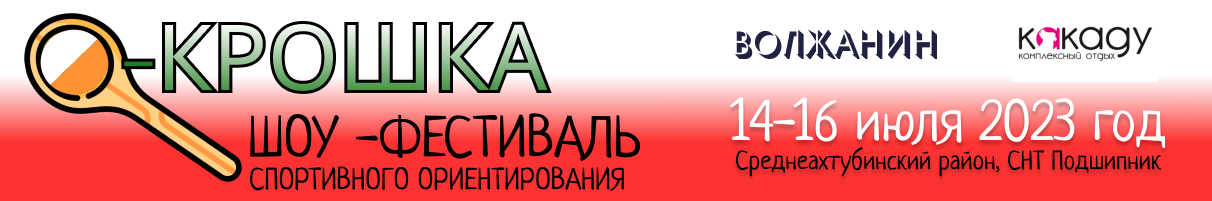 -КРОШКА
ШОУ -ФЕСТИВАЛЬ
СПОРТИВНОГО ОРИЕНТИРОВАНИЯ
ВОЛЖАНИН
какаду
КОМПЛЕКСНЫЙ ОТДЫХ
14-16 июля 2023 год
Среднеахтубинский район, СНТ Подшипник